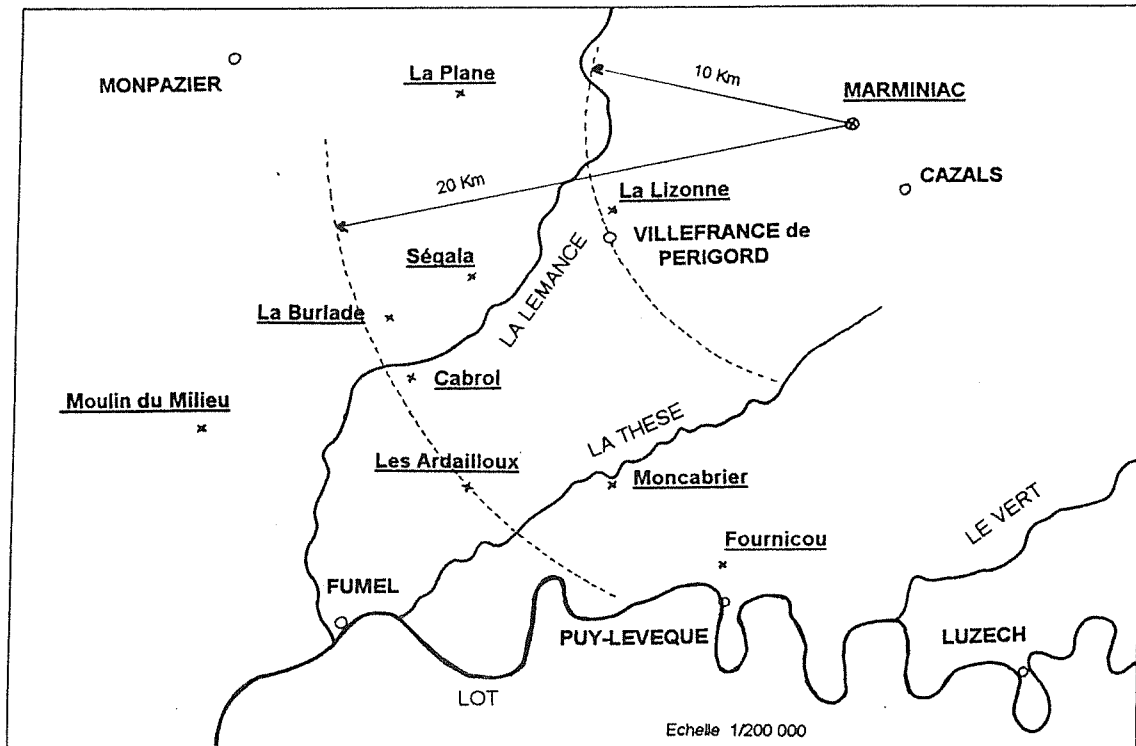 MONPAZIER
La Plane
10 Km
MARMINIAC
CAZALS
20 Km
La Lizonne
VILLEFRANCE de
PERIGORD
Ségala
LA LEMANCE
La Burlade
Cabrol
Moulin du Milieu
LA THESE
Les Ardailloux
Moncabrier
LE VERT
Fournicou
FUMEL
PUY-LEVEQUE
LUZECH
LOT
Echelle 1/200 000